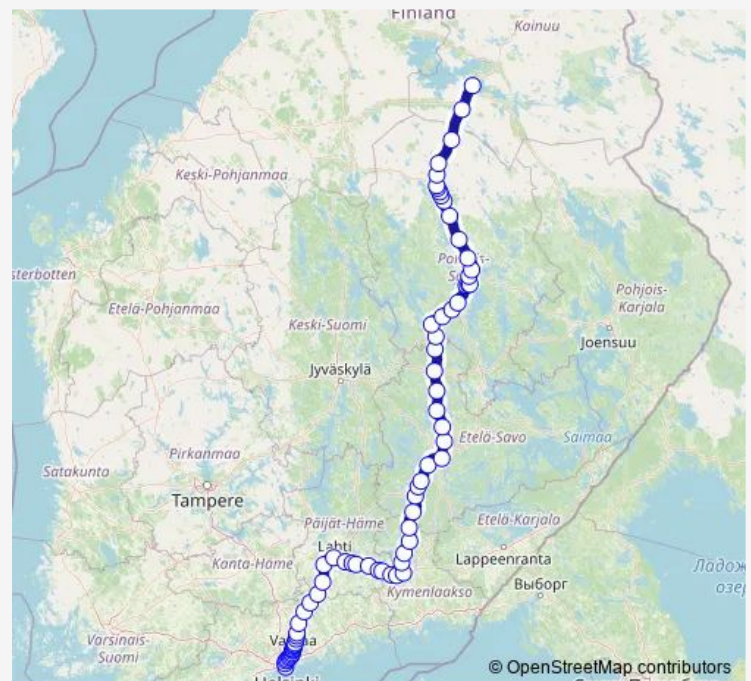 Finland
Kainuu
Keski-Pohjanmaa
Pohjois-
Pohjois-
Karjala
Etelä-Pohjanmaa
Keski-Suomi
Joensuu
Jyväskylä
Pirkanmaa
Etelä-Savo
Saimaa
Satakunta
Tampere
Päijät-Häme
Etelä-Karjala
Lahti
Kanta-Häme
Lappeenranta
Выборг
Kymenlaakso
Varsinais-
Suomi
© OpenStreetMap contributors